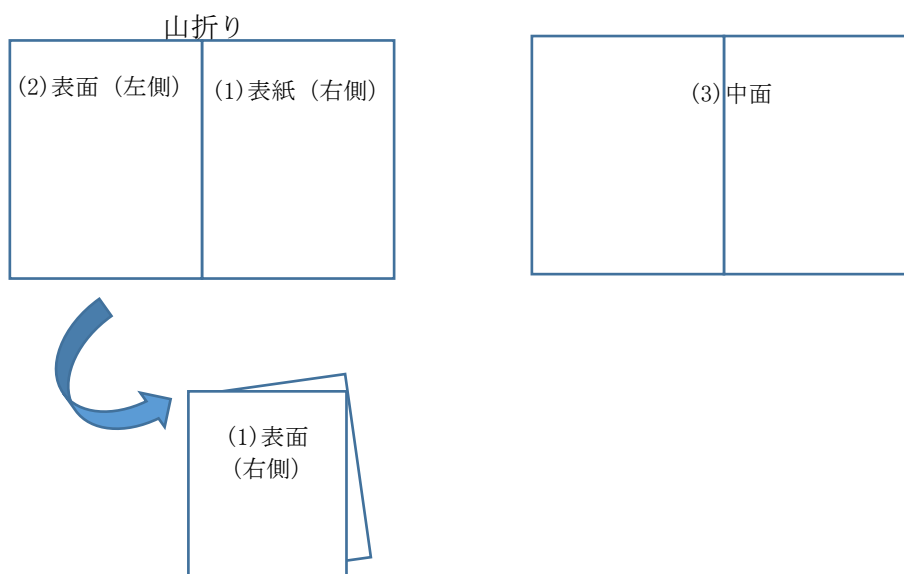 山折り
(2)表面（左側）
(1)表紙（右側）
(3)中面
(1)表面
（右側）